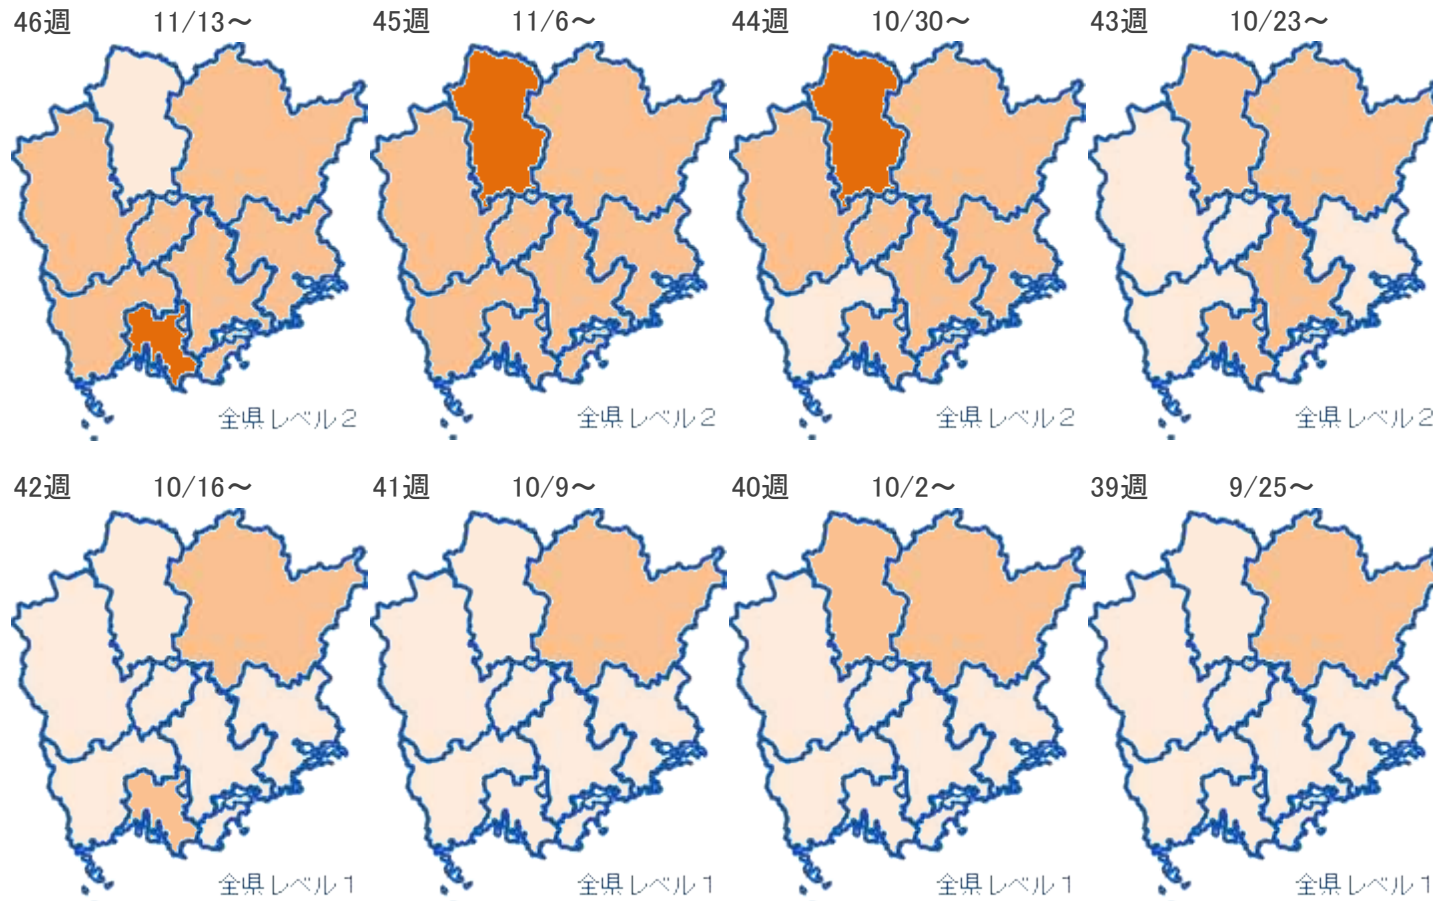 46週 11/13～
45週 11/6～
44週 10/30～
43週 10/23～
全県レベル２
全県レベル２
全県レベル２
全県レベル２
42週 10/16～
41週 10/9～
40週 10/2～
39週 9/25～
全県レベル１
全県レベル１
全県レベル１
全県レベル１